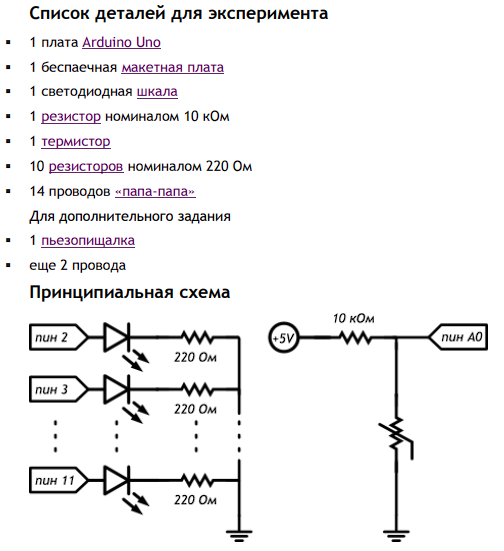 Список деталей для эксперимента
1 плата Arduino Uno
1 беспаечная макетная плата
1 светодиодная шкала
1 резистор номиналом 10 кОм
1 термистор
10 резисторов номиналом 220 Ом
14 проводов «папа-папа»
Для дополнительного задания
1 пьезопищалка
еще 2 провода
Принципиальная схема
пин 2
220 Ом
пин 3
220 Ом
пин 11
220 Ом
10 кОм
+5V
пин A0